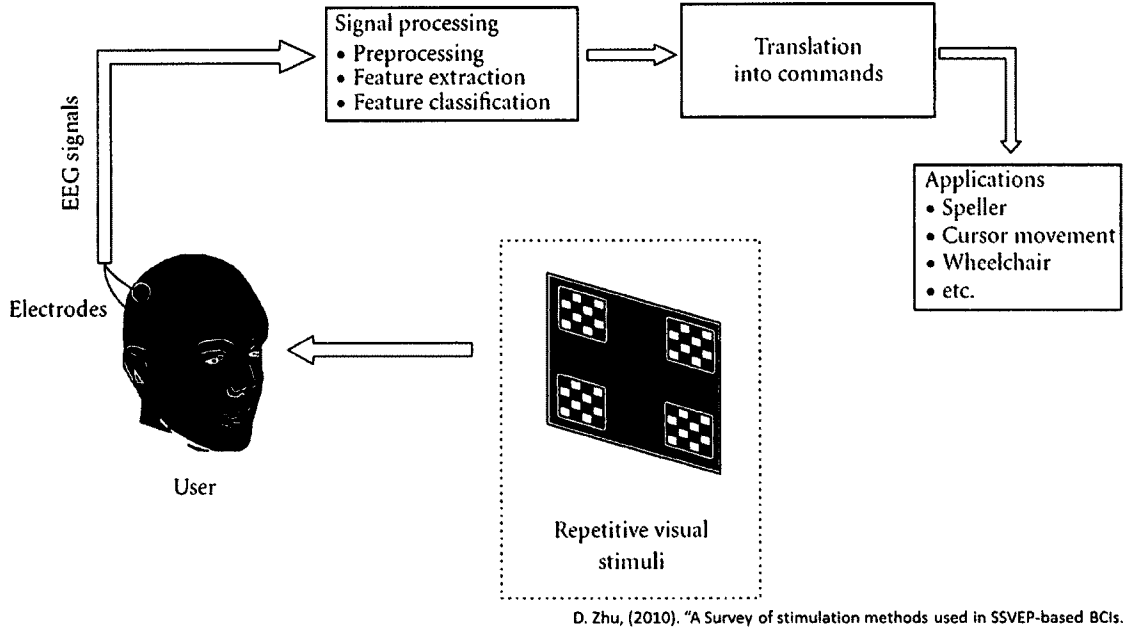 Signal processing
• Preprocessing
• Feature extraction
• Feature classification
Translation
into commands
EEG signals
Applications
• Speller
• Cursor movement
• Wheelchair
• etc.
Electrodes
User
Repetitive visual
stimuli
D. Zhu, (2010). "A Survey of stimulation methods used in SSVEP-based BCIs.